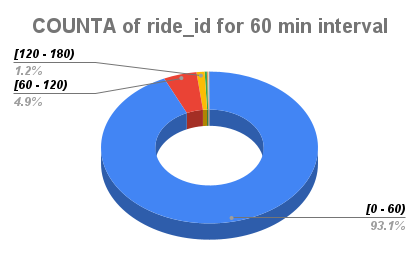 COUNTA of ride_id for 60 min interval
[120 - 180)
1.2%
[60 - 120)
4.9%
[0 - 60)
93.1%